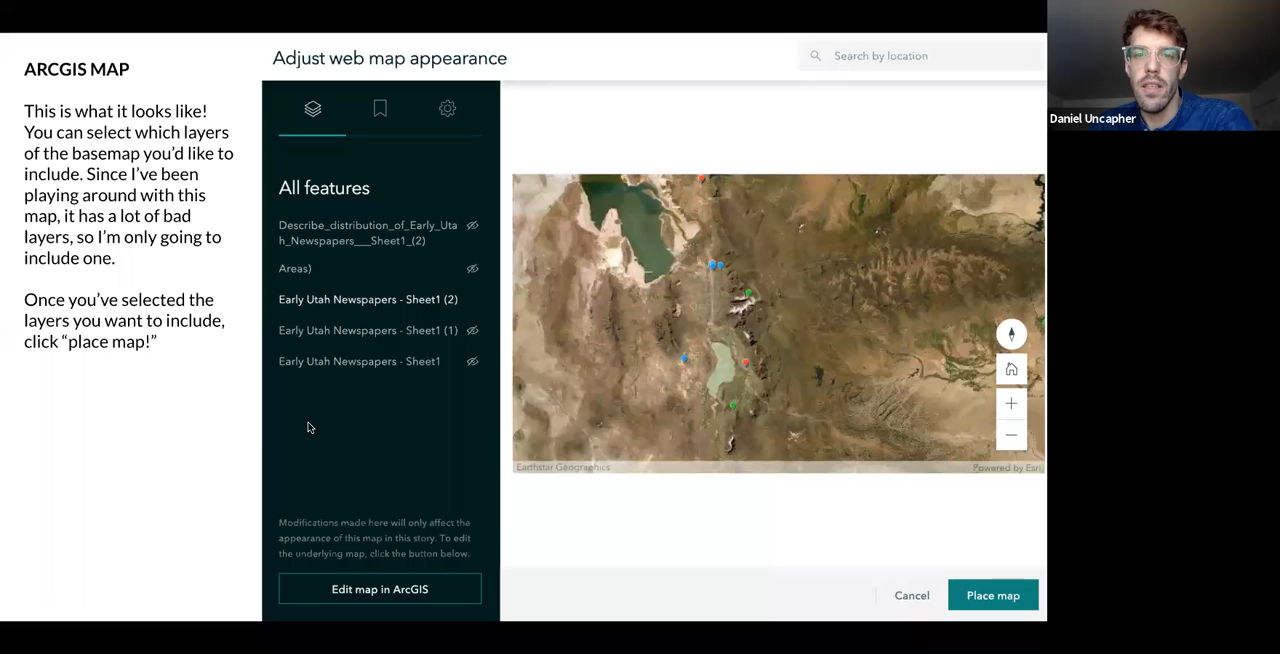 ARCGIS MAP
This is what it looks like!
You can select which layers
of the basemap you'd like to
include. Since I've been
playing around with this
map, it has a lot of bad
layers, so I'm only going to
include one.
Once you've selected the
layers you want to include,
click “place map!”
Adjust web map appearance
Search by location
All features
Describe_distribution_of_Early_Uta
h_Newspapers___Sheet1_(2)
Areas)
Early Utah Newspapers - Sheet1 (2)
Early Utah Newspapers - Sheet1 (1)
Early Utah Newspapers - Sheet1
Modifications made here will only affect the
appearance of this map in this story. To edit
the underlying map, click the button below.
Edit map in ArcGIS
Earthstar Geographics
Powered by Esri
Cancel
Place map
Daniel Uncapher